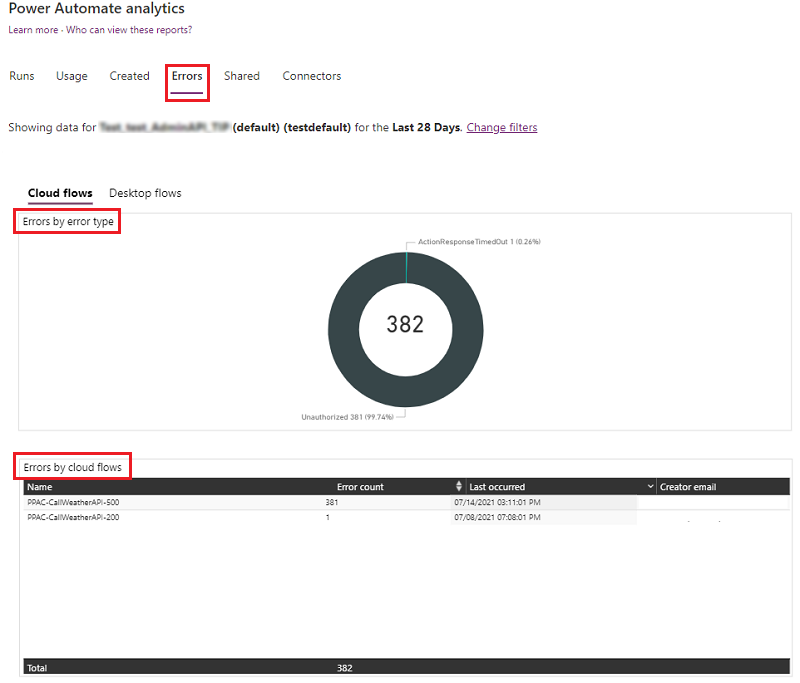 Power Automate analytics
Learn more · Who can view these reports?
Runs Usage Created Errors Shared Connectors
Showing data for (default) (testdefault) for the Last 28 Days. Change filters
Cloud flows Desktop flows
Errors by error type
ActionResponseTimedOut 1 (0.26%)
382
Unauthorized 381 (99.74%)
Errors by cloud flows
Name Error count Last occurred Creator email
PPAC-CallWeatherAPI-500 381 07/14/2021 03:11:01 PM
PPAC-CallWeatherAPI-200 1 07/08/2021 07:08:01 PM
Total 382